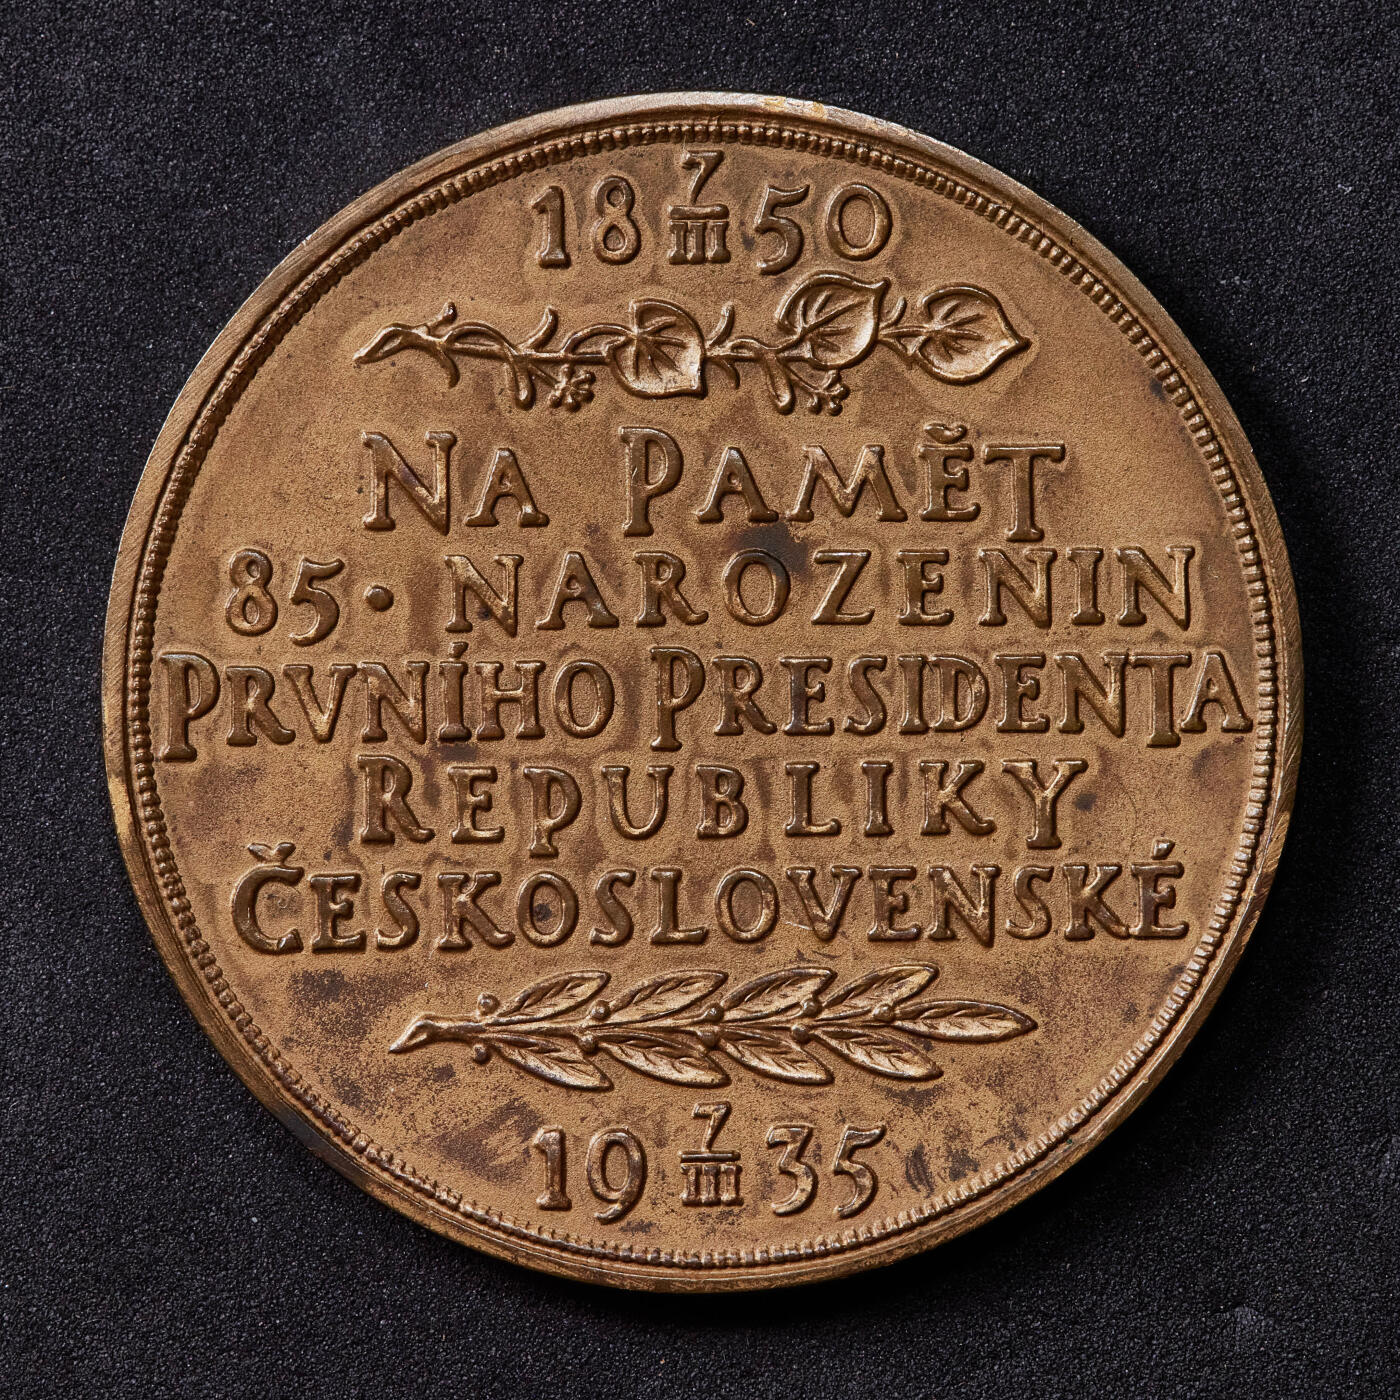 18 7/III 50
NA PAMĚT
85. NAROZENIN
PRVNÍHO PRESIDENTA
REPUBLIKY
ČESKOSLOVENSKÉ
19 7/III 35